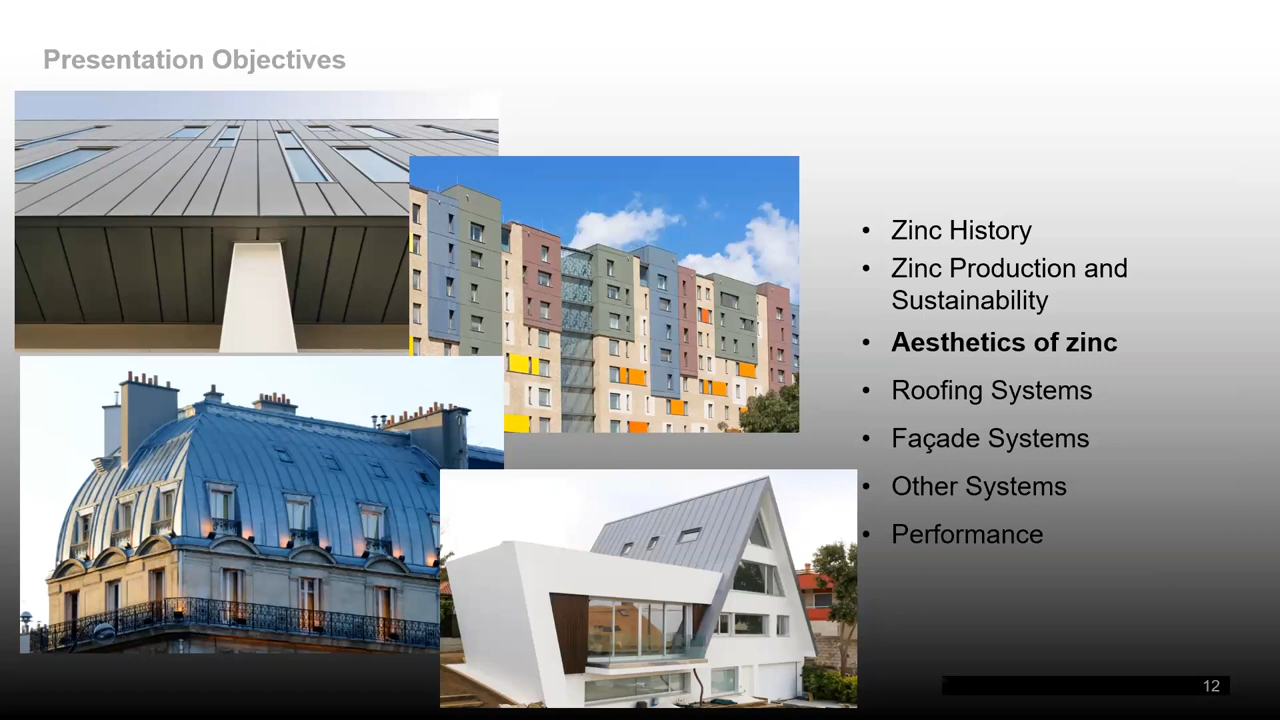 Presentation Objectives
• Zinc History
• Zinc Production and
Sustainability
• Aesthetics of zinc
• Roofing Systems
• Façade Systems
• Other Systems
• Performance
12